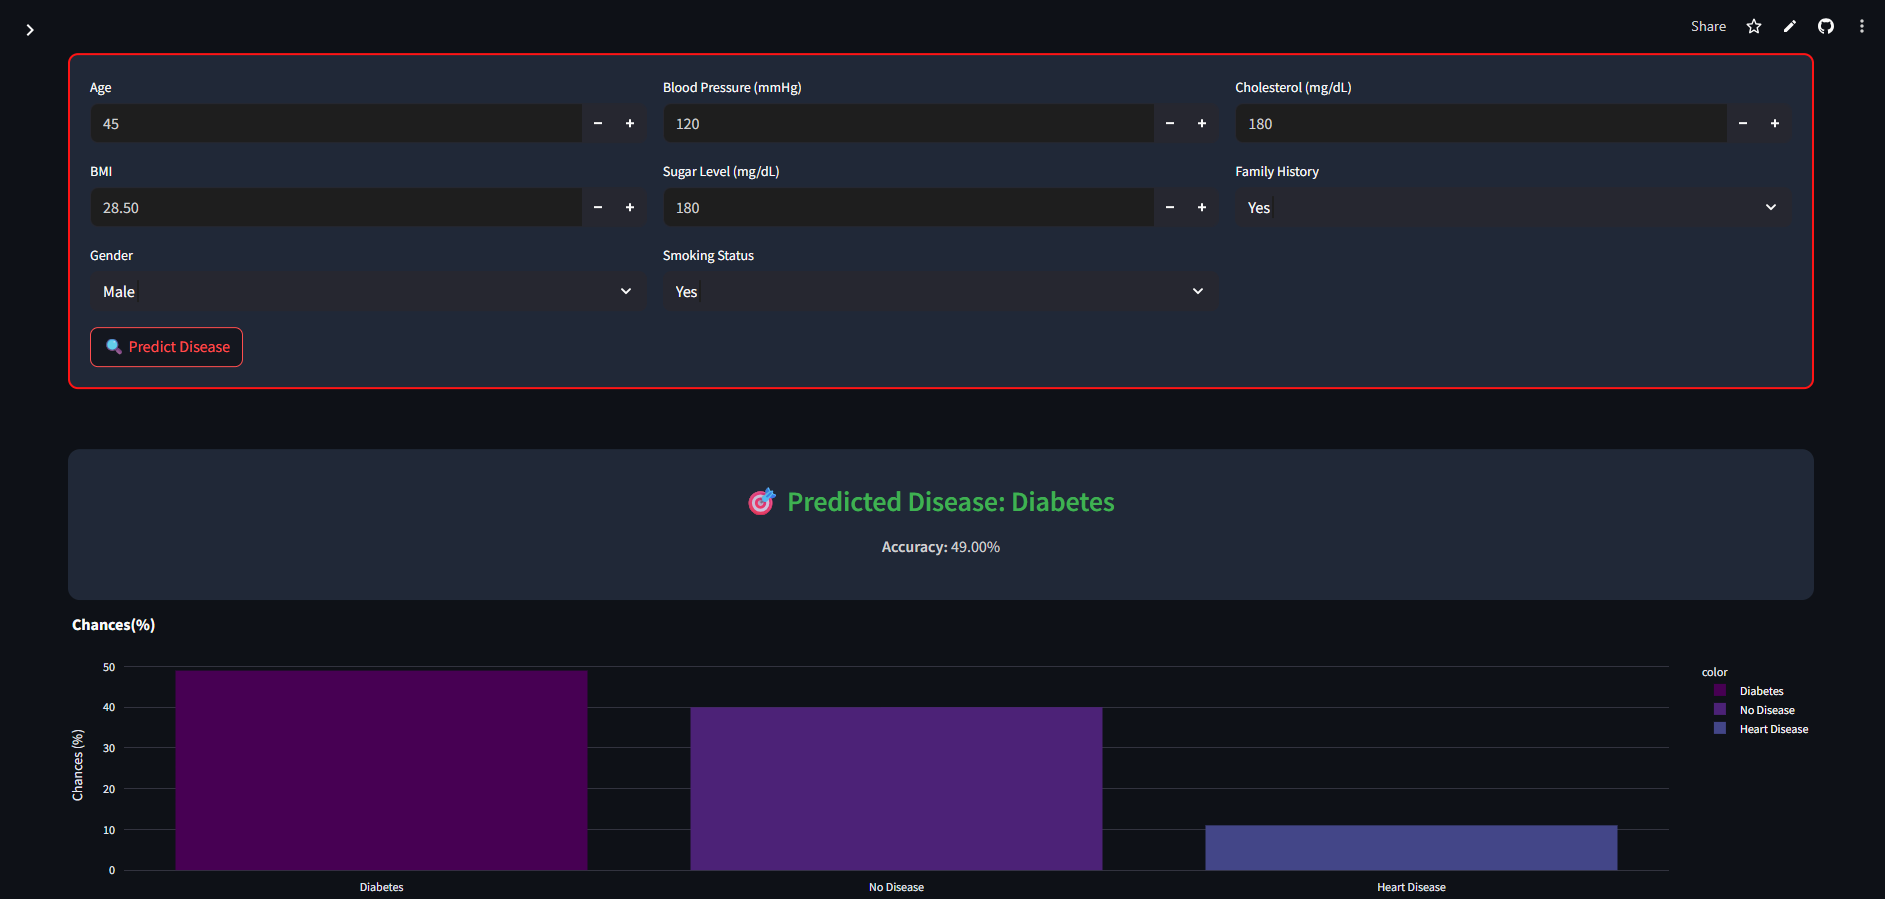 Share
Age
Blood Pressure (mmHg)
Cholesterol (mg/dL)
45
120
180
BMI
Sugar Level (mg/dL)
Family History
28.50
180
Yes
Gender
Smoking Status
Male
Yes
Predict Disease
Predicted Disease: Diabetes
Accuracy: 49.00%
Chances(%)
50
40
30
20
10
0
Chances (%)
Diabetes
No Disease
Heart Disease
color
Diabetes
No Disease
Heart Disease